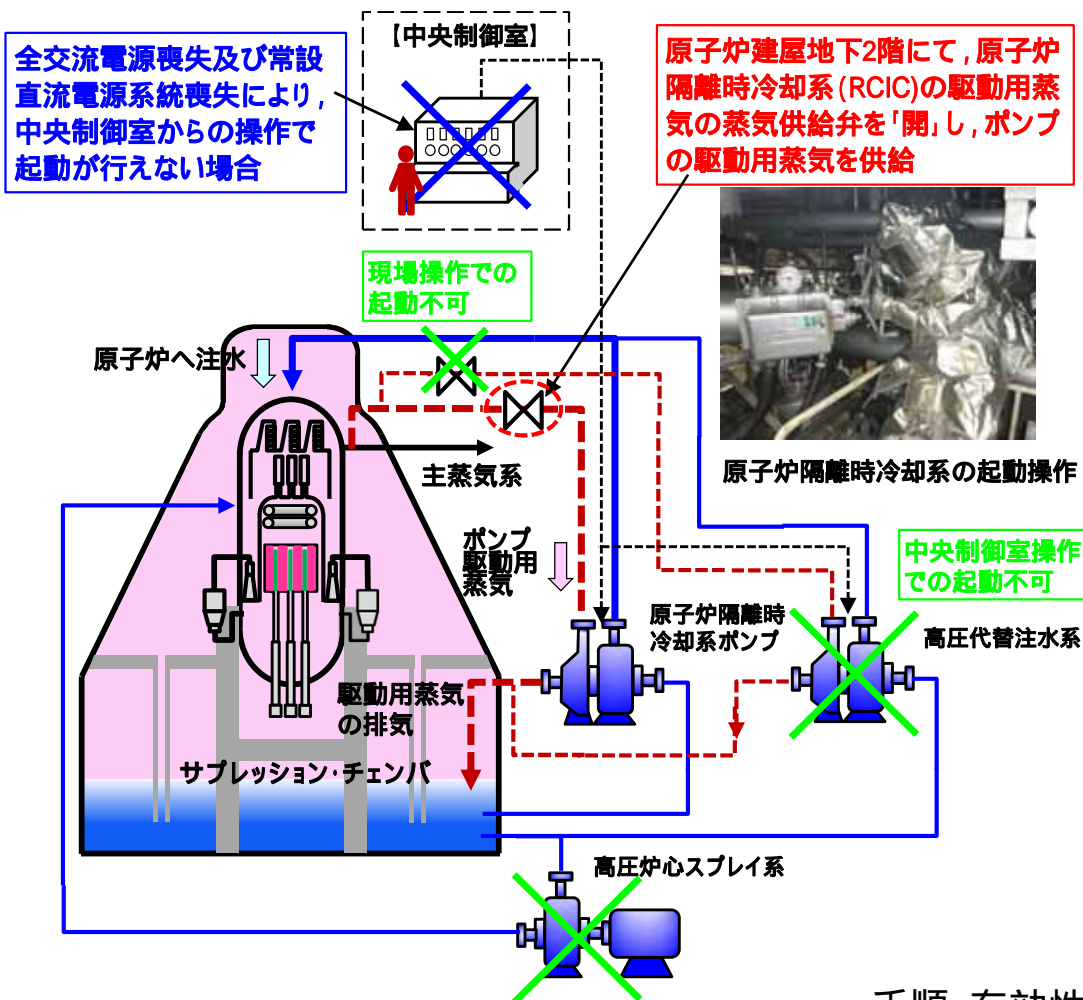 【中央制御室】
全交流電源喪失及び常設
直流電源系統喪失により,
中央制御室からの操作で
起動が行えない場合
原子炉建屋地下2階にて,原子炉
隔離時冷却系(RCIC)の駆動用蒸
気の蒸気供給弁を「開」し,ポンプ
の駆動用蒸気を供給
現場操作での
起動不可
原子炉へ注水
主蒸気系
原子炉隔離時冷却系の起動操作
ポンプ
駆動用
蒸気
中央制御室操作
での起動不可
原子炉隔離時
冷却系ポンプ
高圧代替注水系
駆動用蒸気
の排気
サプレッション・チェンバ
高圧炉心スプレイ系